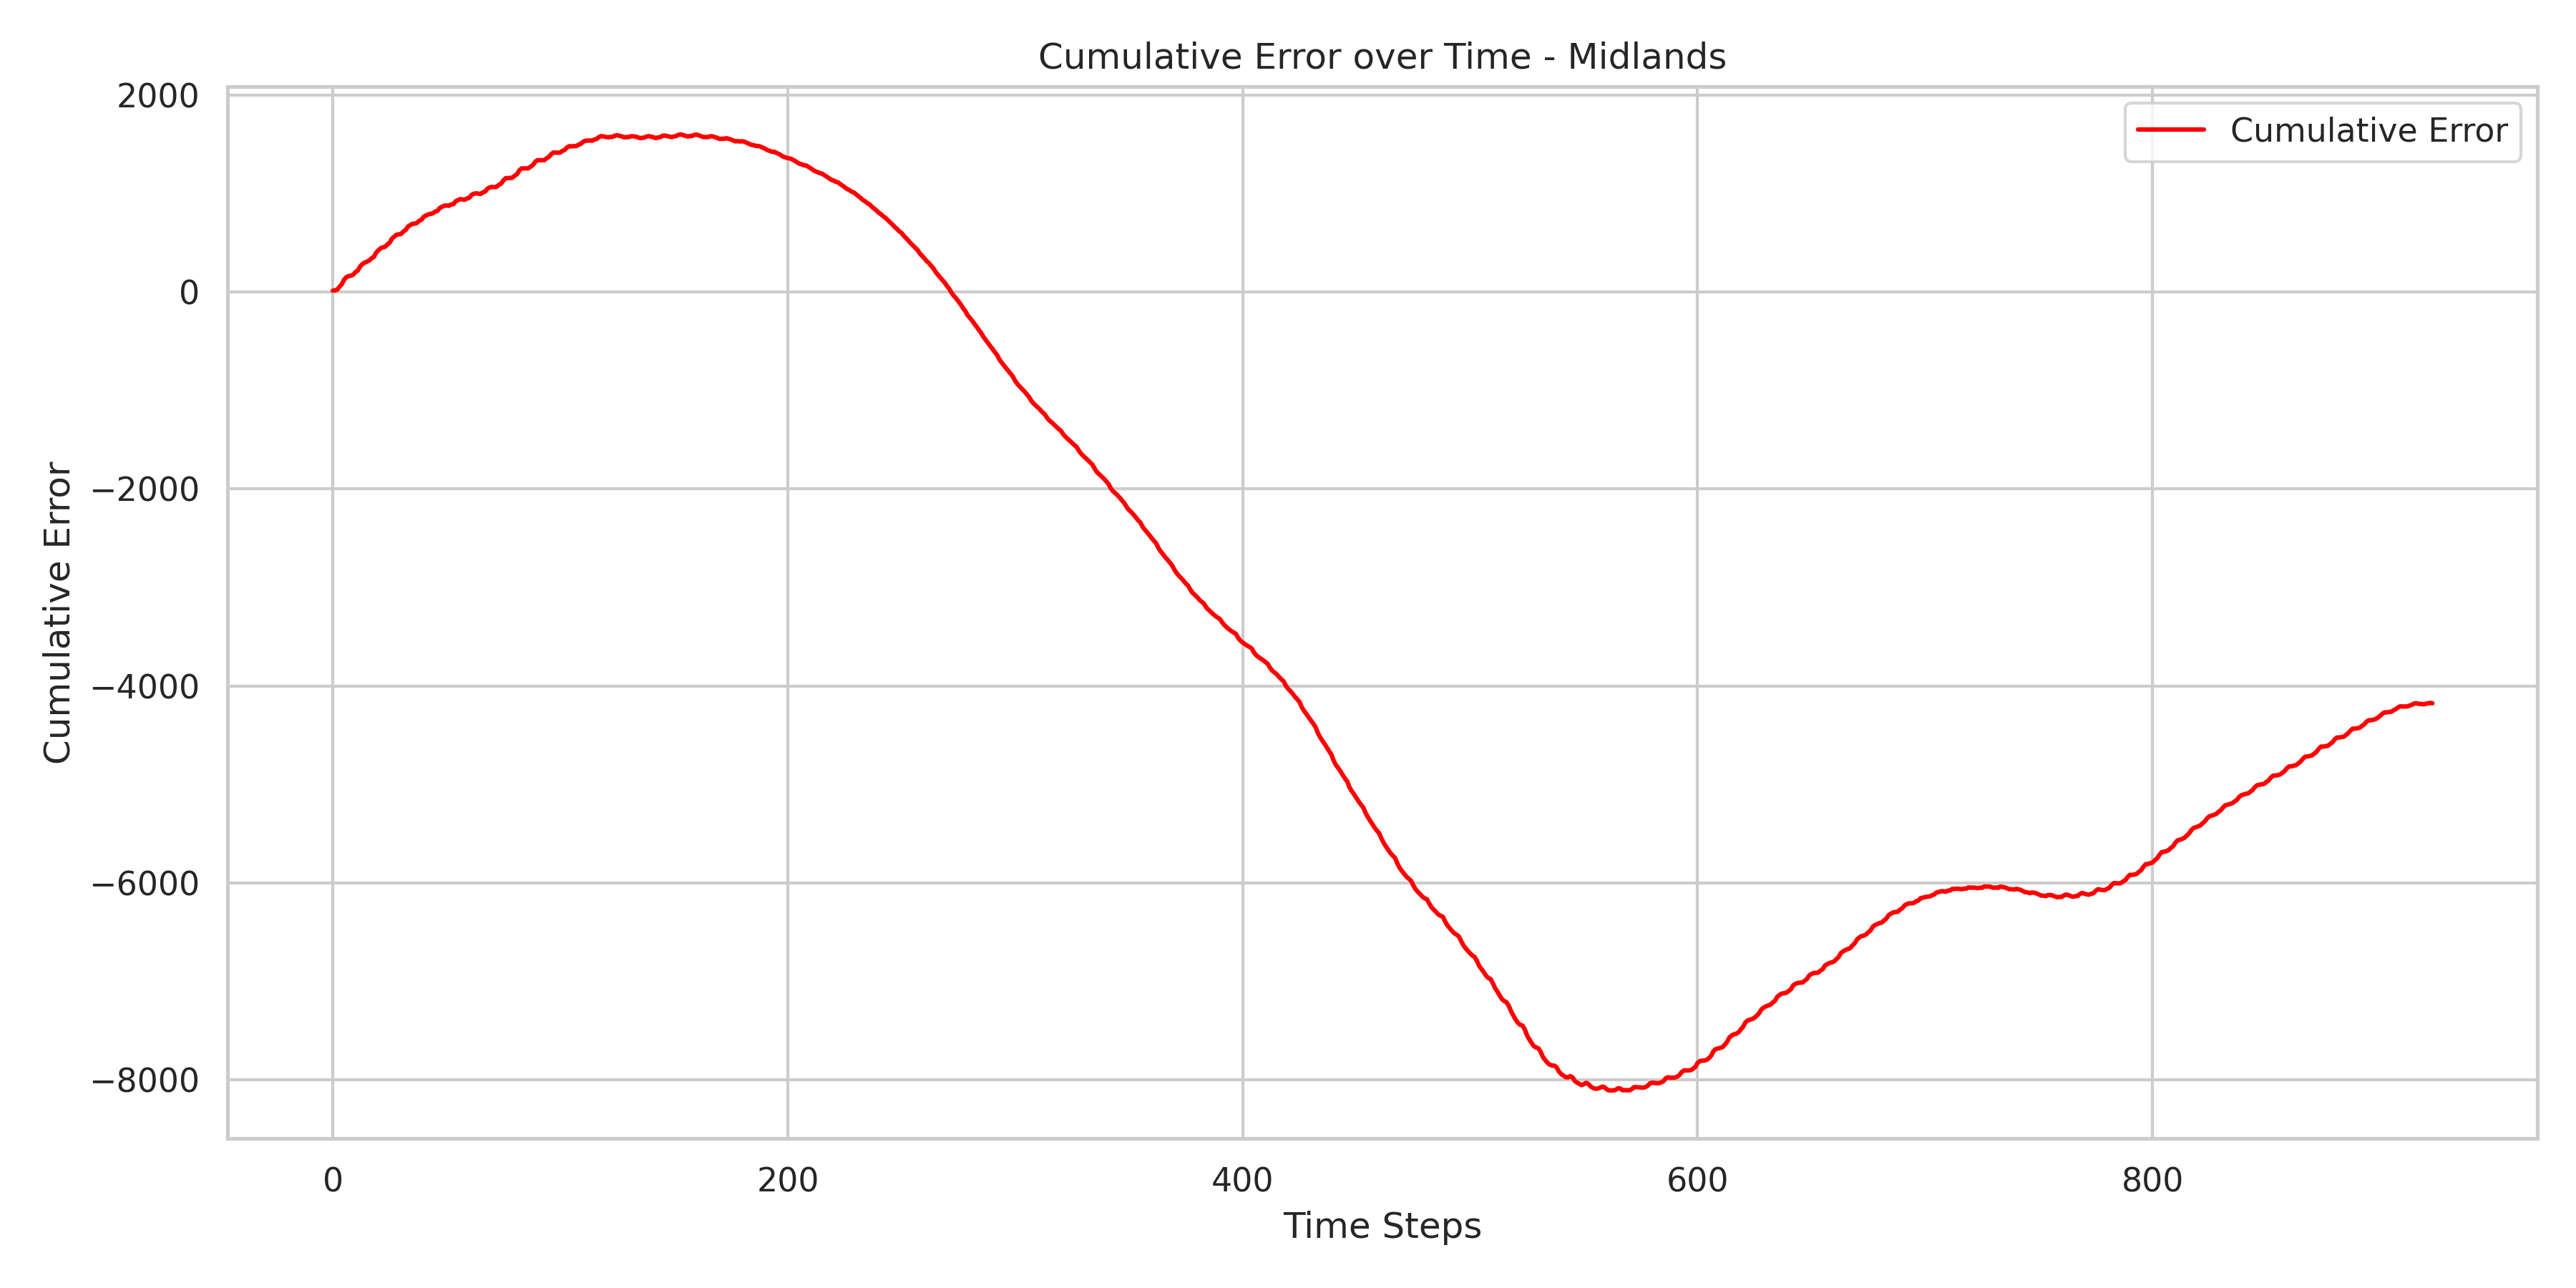 Cumulative Error over Time - Midlands
Cumulative Error
2000
0
−2000
−4000
−6000
−8000
Cumulative Error
0 200 400 600 800
Time Steps